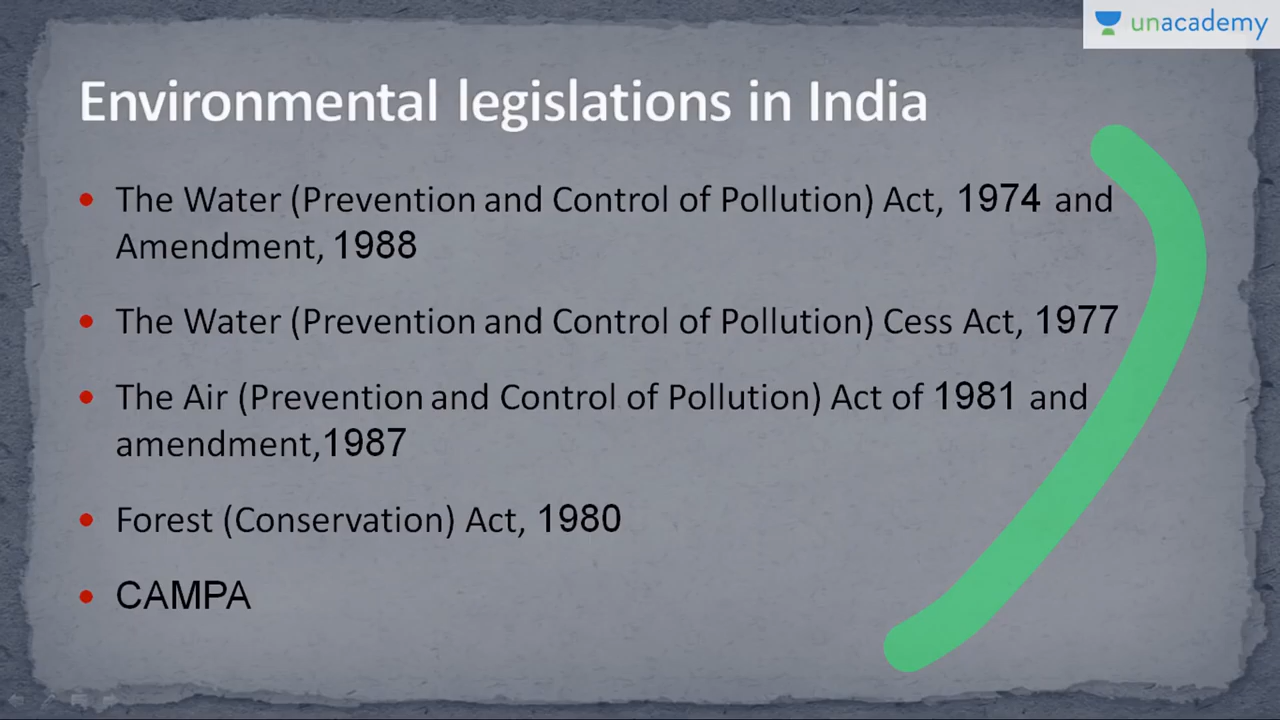 unacademy
Environmental legislations in India
• The Water (Prevention and Control of Pollution) Act, 1974 and
Amendment, 1988
• The Water (Prevention and Control of Pollution) Cess Act, 1977
• The Air (Prevention and Control of Pollution) Act of 1981 and
amendment,1987
• Forest (Conservation) Act, 1980
• CAMPA